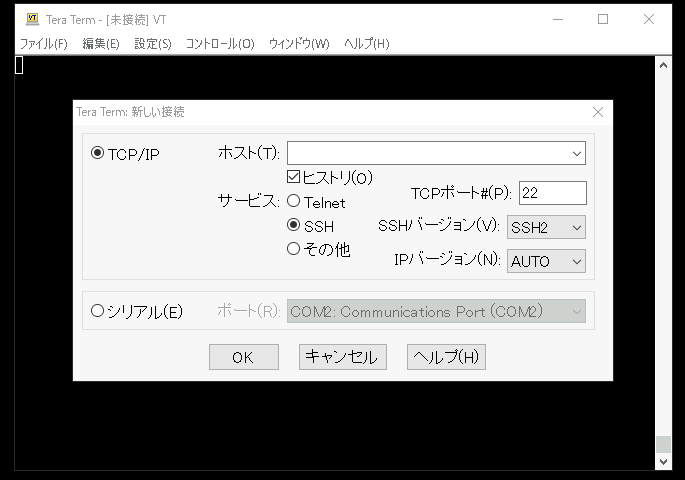 Tera Term - [未接続] VT
ファイル(F) 編集(E) 設定(S) コントロール(O) ウィンドウ(W) ヘルプ(H)
Tera Term: 新しい接続
TCP/IP ホスト(T):
ヒストリ(O)
サービス: Telnet TCPポート#(P): 22
SSH SSHバージョン(V): SSH2
その他 IPバージョン(N): AUTO
シリアル(E) ポート(R): COM2: Communications Port (COM2)
OK キャンセル ヘルプ(H)